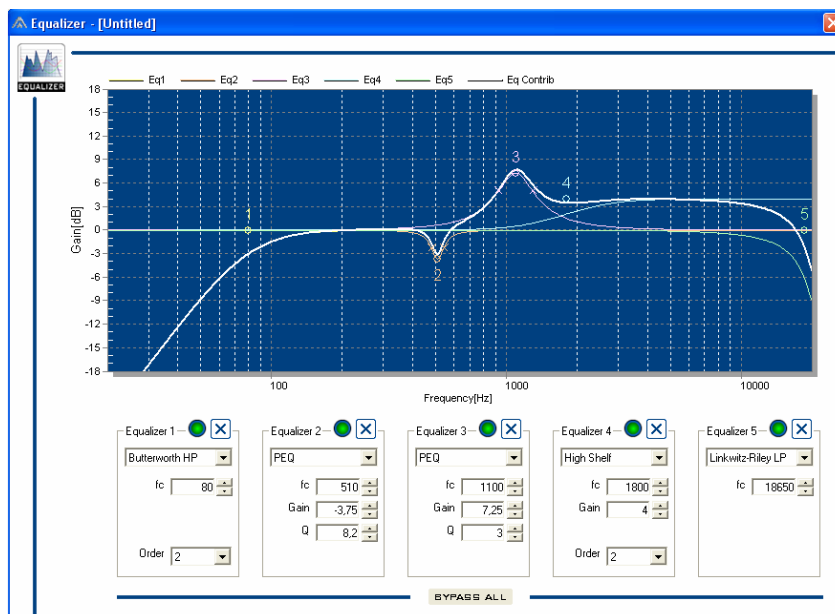 Equalizer - [Untitled]
EQUALIZER
Eq1 Eq2 Eq3 Eq4 Eq5 Eq Contrib
18
15
12
9
6
3
0
-3
-6
-9
-12
-15
-18
Gain[dB]
1
2
3
4
5
100 1000 10000
Frequency[Hz]
Equalizer 1 Equalizer 2 Equalizer 3 Equalizer 4 Equalizer 5
Butterworth HP PEQ PEQ High Shelf Linkwitz-Riley LP
fc 80 fc 510 fc 1100 fc 1800 fc 18650
Gain -3,75 Gain 7,25 Gain 4
Q 8,2 Q 3
Order 2 Order 2
BYPASS ALL